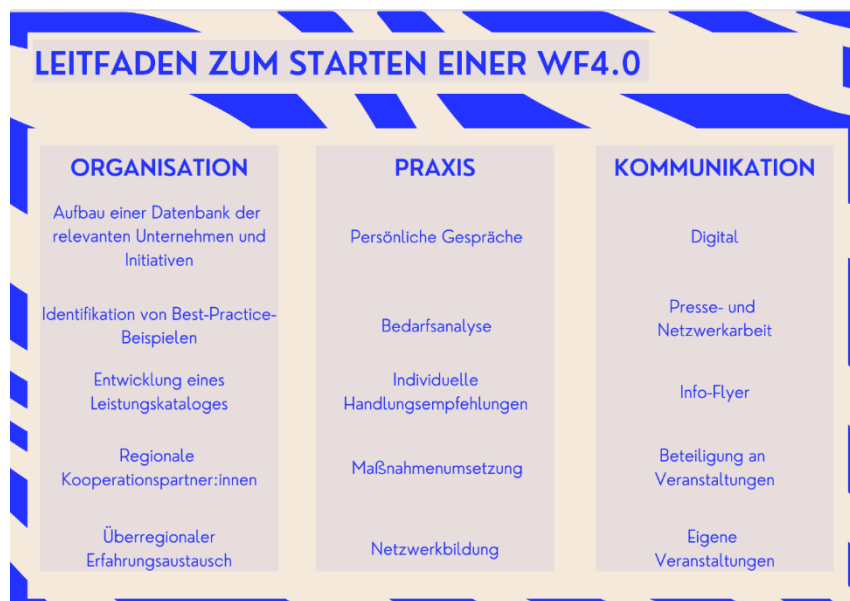 LEITFADEN ZUM STARTEN EINER WF4.0
ORGANISATION
Aufbau einer Datenbank der
relevanten Unternehmen und
Initiativen
Identifikation von Best-Practice-
Beispielen
Entwicklung eines
Leistungskataloges
Regionale
Kooperationspartner:innen
Überregionaler
Erfahrungsaustausch
PRAXIS
Persönliche Gespräche
Bedarfsanalyse
Individuelle
Handlungsempfehlungen
Maßnahmenumsetzung
Netzwerkbildung
KOMMUNIKATION
Digital
Presse- und
Netzwerkarbeit
Info-Flyer
Beteiligung an
Veranstaltungen
Eigene
Veranstaltungen